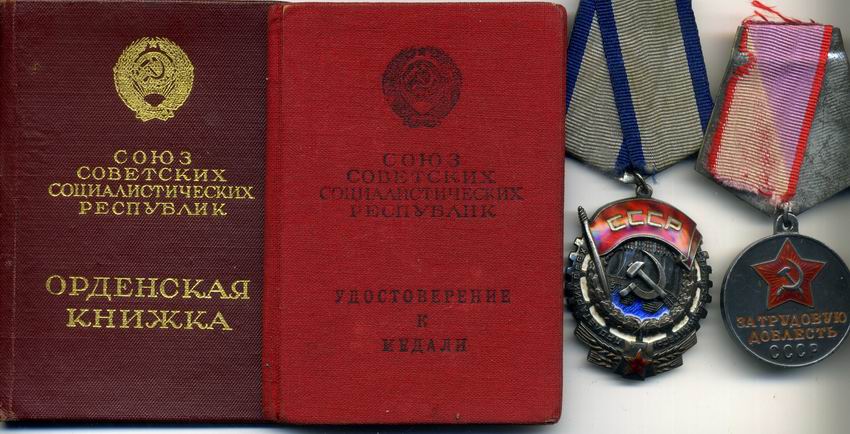 СОЮЗ
СОВЕТСКИХ
СОЦИАЛИСТИЧЕСКИХ
РЕСПУБЛИК
ОРДЕНСКАЯ
КНИЖКА
СОЮЗ
СОВЕТСКИХ
СОЦИАЛИСТИЧЕСКИХ
РЕСПУБЛИК
УДОСТОВЕРЕНИЕ
К
МЕДАЛИ
СССР
ЗА ТРУДОВУЮ
ДОБЛЕСТЬ
СССР